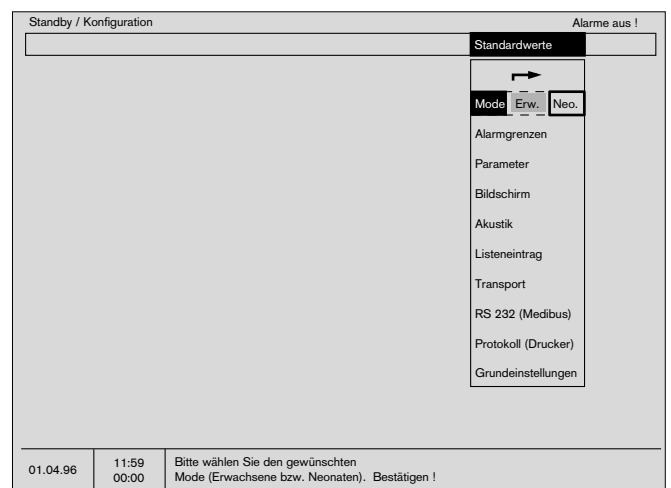 Standby / Konfiguration
Alarme aus !
Standardwerte
Mode Erw. Neo.
Alarmgrenzen
Parameter
Bildschirm
Akustik
Listeneintrag
Transport
RS 232 (Medibus)
Protokoll (Drucker)
Grundeinstellungen
01.04.96
11:59
00:00
Bitte wählen Sie den gewünschten
Mode (Erwachsene bzw. Neonaten). Bestätigen !